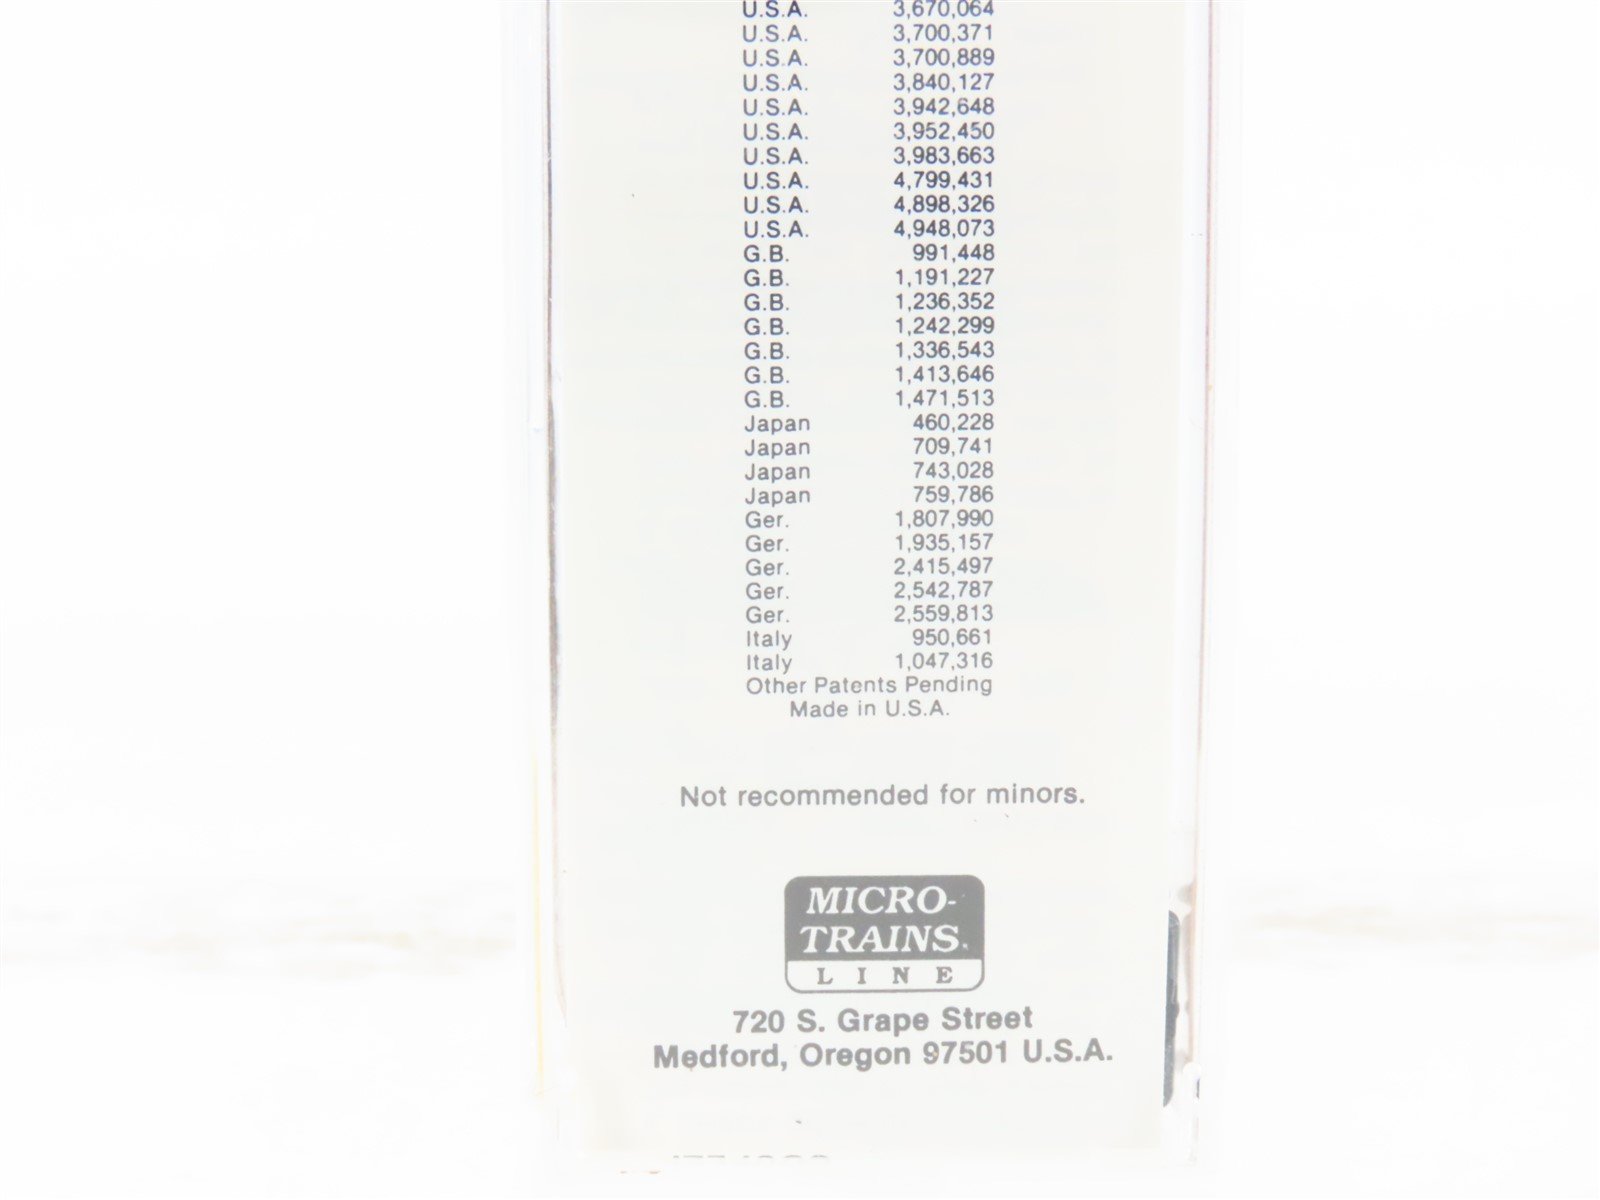 U.S.A. 3,670,064
U.S.A. 3,700,371
U.S.A. 3,700,889
U.S.A. 3,840,127
U.S.A. 3,942,648
U.S.A. 3,952,450
U.S.A. 3,983,663
U.S.A. 4,799,431
U.S.A. 4,898,326
U.S.A. 4,948,073
G.B. 991,448
G.B. 1,191,227
G.B. 1,236,352
G.B. 1,242,299
G.B. 1,336,543
G.B. 1,413,646
G.B. 1,471,513
Japan 460,228
Japan 709,741
Japan 743,028
Japan 759,786
Ger. 1,807,990
Ger. 1,935,157
Ger. 2,415,497
Ger. 2,542,787
Ger. 2,559,813
Italy 950,661
Italy 1,047,316
Other Patents Pending
Made in U.S.A.
Not recommended for minors.
MICRO-
TRAINS
LINE
720 S. Grape Street
Medford, Oregon 97501 U.S.A.